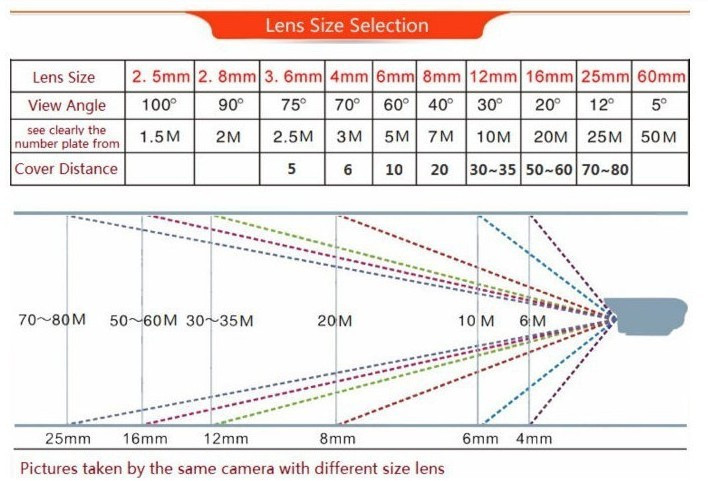 Lens Size Selection
Lens Size 2.5mm 2.8mm 3.6mm 4mm 6mm 8mm 12mm 16mm 25mm 60mm
View Angle 100° 90° 75° 70° 60° 40° 30° 20° 12° 5°
see clearly the
number plate from 1.5M 2M 2.5M 3M 5M 7M 10M 20M 25M 50M
Cover Distance 5 6 10 20 30~35 50~60 70~80
70~80M 50~60M 30~35M 20M 10M 6M
25mm 16mm 12mm 8mm 6mm 4mm
Pictures taken by the same camera with different size lens